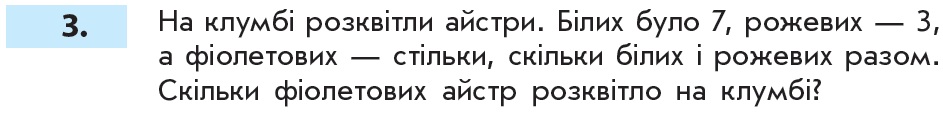 3. На клумбі розквітли айстри. Білих було 7, рожевих — 3,
а фіолетових — стільки, скільки білих і рожевих разом.
Скільки фіолетових айстр розквітло на клумбі?